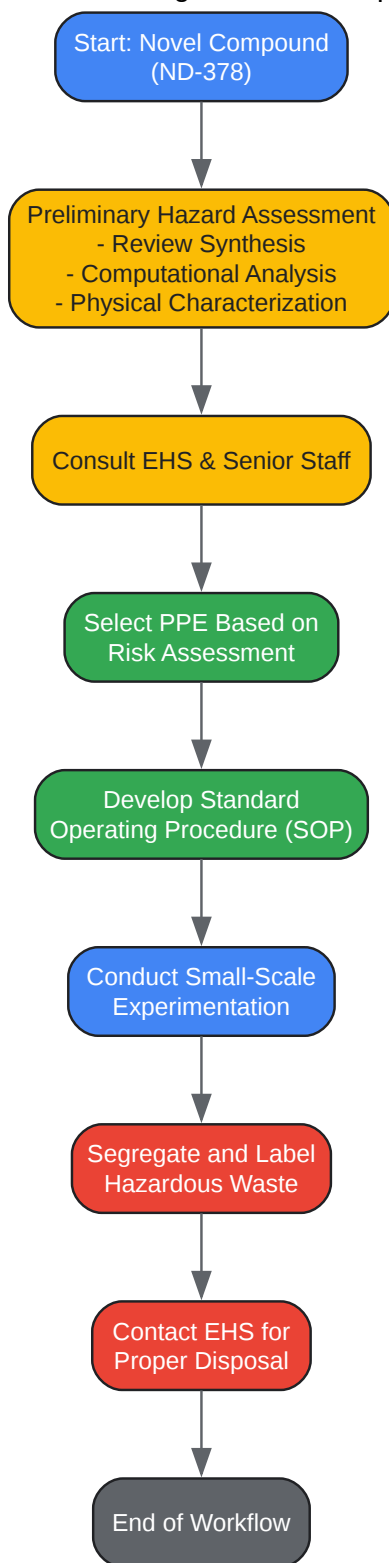 Start: Novel Compound
(ND-378)
Preliminary Hazard Assessment
- Review Synthesis
- Computational Analysis
- Physical Characterization
Consult EHS & Senior Staff
Select PPE Based on
Risk Assessment
Develop Standard
Operating Procedure (SOP)
Conduct Small-Scale
Experimentation
Segregate and Label
Hazardous Waste
Contact EHS for
Proper Disposal
End of Workflow